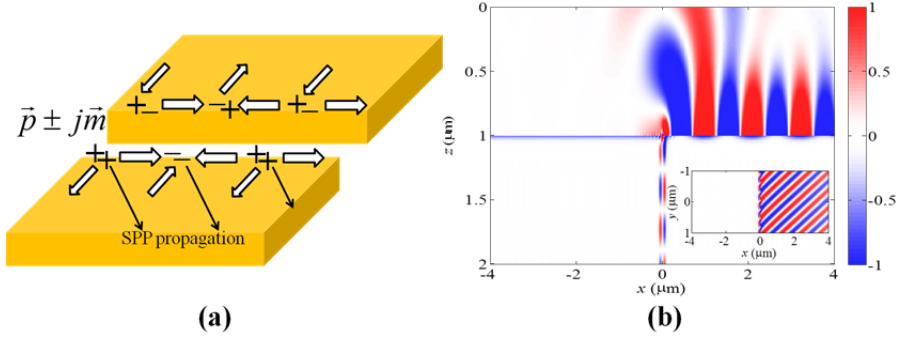 p⃗ ± jm⃗
+ - - + + -
+ + - - + +
SPP propagation
(a)
0
0.5
1
1.5
2
z (μm)
-4 -2 0 2 4
x (μm)
-1
0
1
y (μm)
-4 -2 0 2 4
x (μm)
1
0.5
0
-0.5
-1
(b)